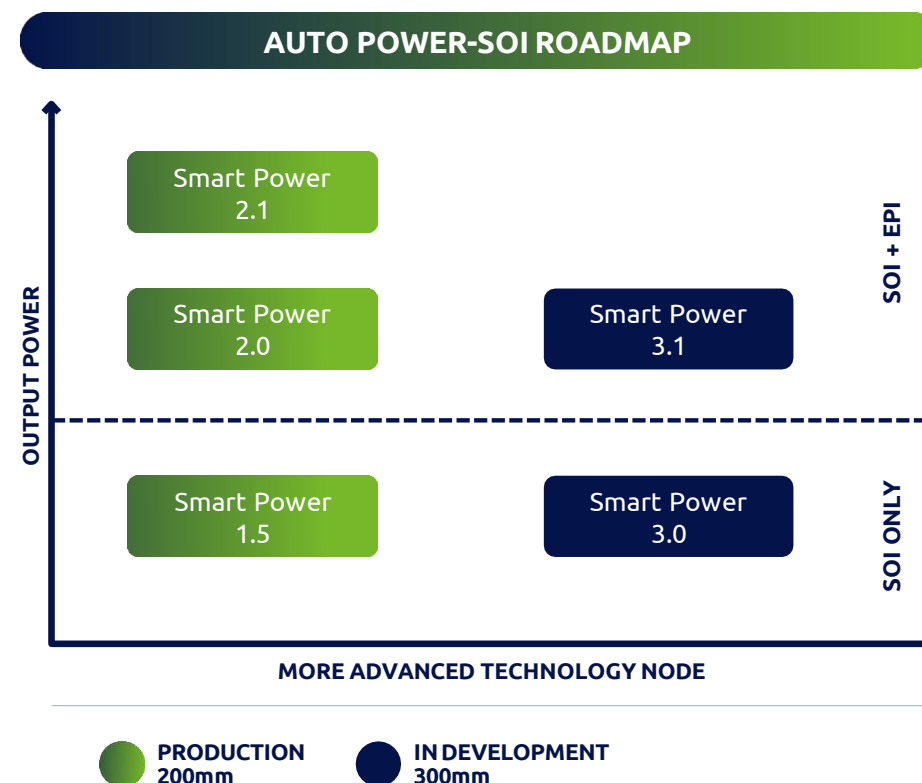 AUTO POWER-SOI ROADMAP
Smart Power
2.1
SOI + EPI
Smart Power
2.0
Smart Power
3.1
OUTPUT POWER
Smart Power
1.5
Smart Power
3.0
SOI ONLY
MORE ADVANCED TECHNOLOGY NODE
PRODUCTION
200mm
IN DEVELOPMENT
300mm